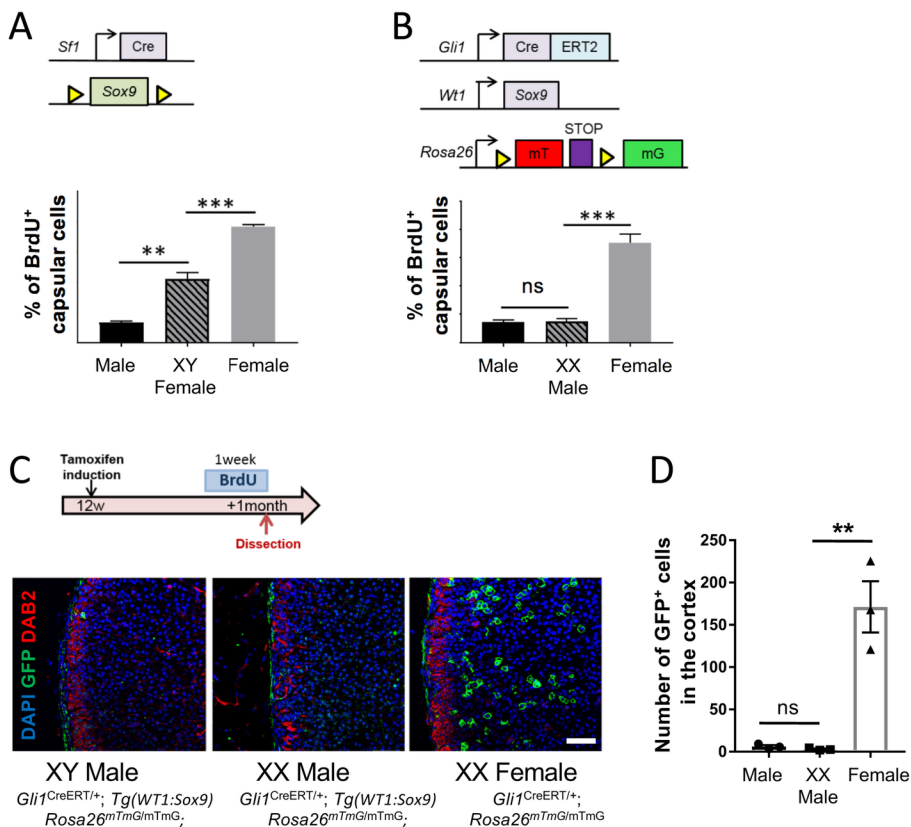 A
Sf1
Cre
Sox9
% of BrdU+
capsular cells
**
***
Male
XY
Female
Female
B
Gli1
Cre
ERT2
Wt1
Sox9
STOP
Rosa26
mT
mG
% of BrdU+
capsular cells
ns
***
Male
XX
Male
Female
C
Tamoxifen
induction
1week
BrdU
12w
+1month
Dissection
DAPI GFP DAB2
XY Male
Gli1CreERT/+; Tg(WT1:Sox9)
Rosa26mTmG/mTmG;
XX Male
Gli1CreERT/+; Tg(WT1:Sox9)
Rosa26mTmG/mTmG;
XX Female
Gli1CreERT/+;
Rosa26mTmG/mTmG
D
Number of GFP+ cells
in the cortex
250
200
150
100
50
0
ns
**
Male
XX
Male
Female